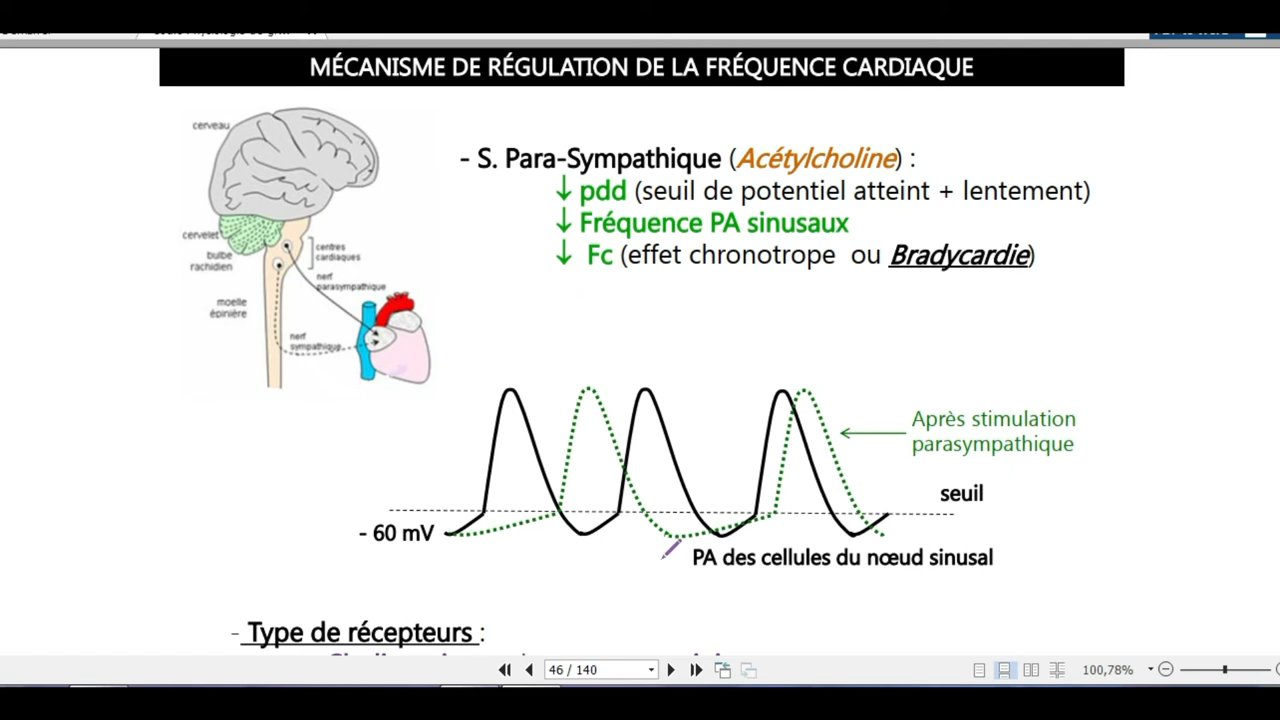 MÉCANISME DE RÉGULATION DE LA FRÉQUENCE CARDIAQUE
cerveau
cervelet
bulbe
rachidien
moelle
épinière
centres
cardiaques
nerf
parasympathique
nerf
sympathique
- S. Para-Sympathique (Acétylcholine) :
↓ pdd (seuil de potentiel atteint + lentement)
↓ Fréquence PA sinusaux
↓ Fc (effet chronotrope ou Bradycardie)
Après stimulation
parasympathique
seuil
- 60 mV
PA des cellules du nœud sinusal
- Type de récepteurs :
46 / 140
100,78%